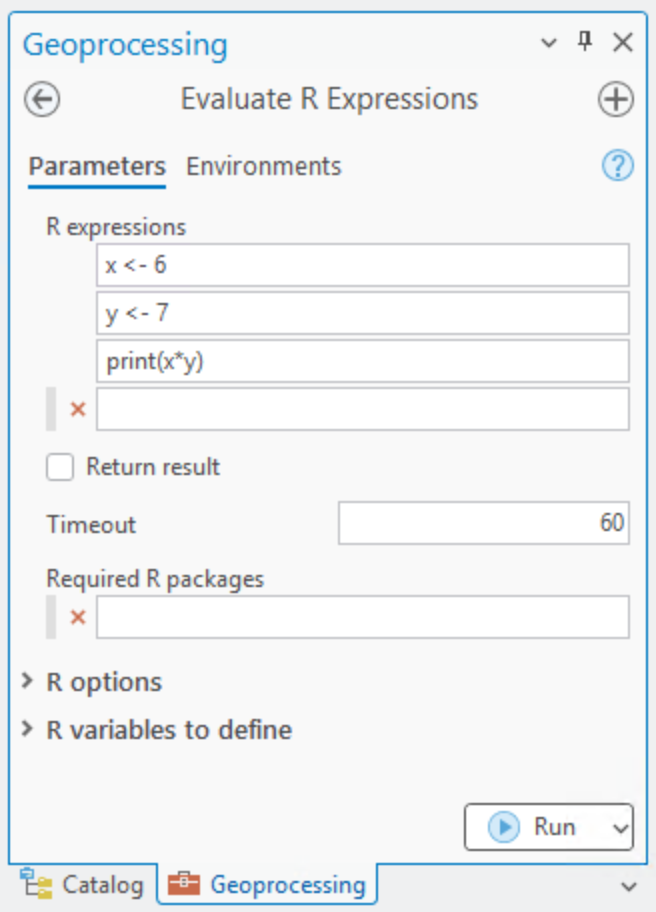 Geoprocessing
Evaluate R Expressions
Parameters Environments
R expressions
x <- 6
y <- 7
print(x*y)
Return result
Timeout 60
Required R packages
R options
R variables to define
Run
Catalog Geoprocessing